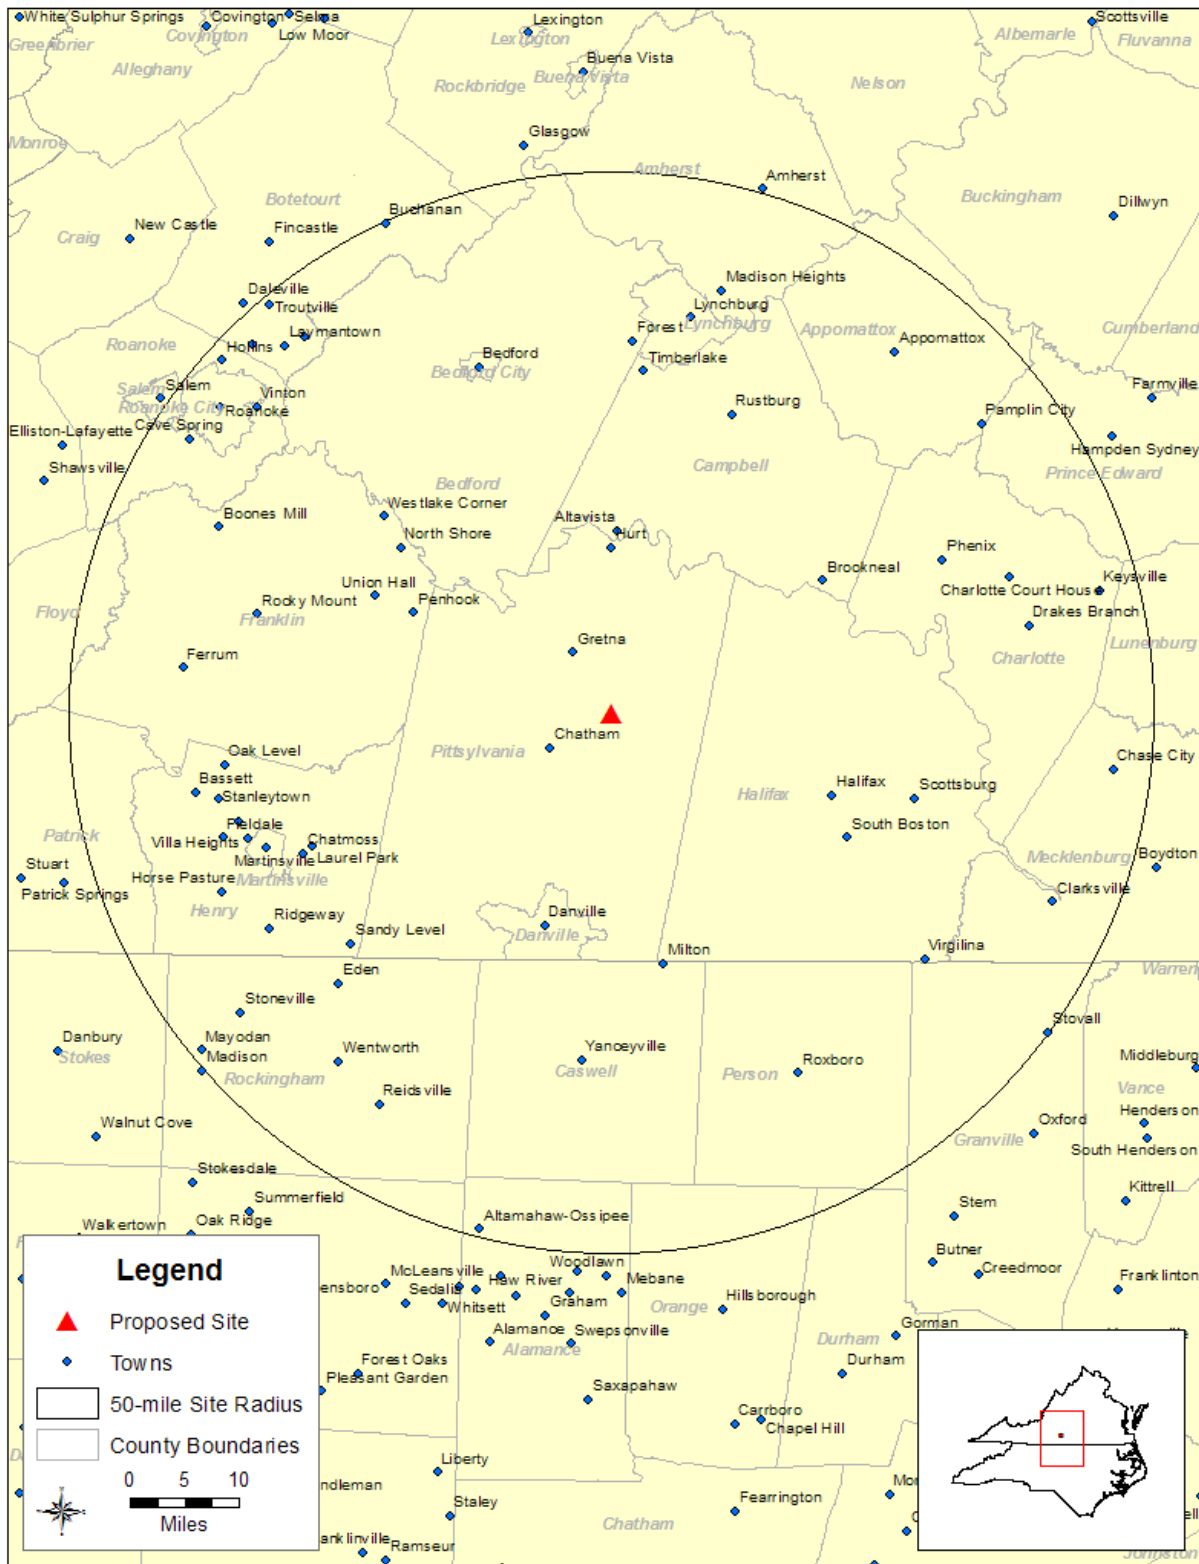 White Sulphur Springs
Covington
Selma
Low Moor
Lexington
Scottsville
Greenbrier
Covington
Alleghany
Lexington
Albemarle
Fluvanna
Buena Vista
Buena Vista
Rockbridge
Nelson
Monroe
Glasgow
Amherst
Amherst
Botetourt
Buchanan
Buckingham
Dillwyn
New Castle
Craig
Fincastle
Madison Heights
Daleville
Troutville
Lynchburg
Lynchburg
Forest
Appomattox
Appomattox
Cumberland
Laymantown
Roanoke
Hollins
Bedford
Bedford City
Timberlake
Salem
Salem
Farmville
Vinton
Roanoke City
Roanoke
Rustburg
Pamplin City
Elliston-Lafayette
Cave Spring
Hampden Sydney
Shawsville
Campbell
Prince Edward
Bedford
Westlake Corner
Boones Mill
Altavista
Hurt
North Shore
Phenix
Union Hall
Brookneal
Charlotte Court House
Keysville
Rocky Mount
Penhook
Floyd
Franklin
Drakes Branch
Gretna
Lunenburg
Ferrum
Charlotte
Chatham
Oak Level
Pittsylvania
Chase City
Bassett
Stanleytown
Halifax
Halifax
Scottsburg
Fieldale
Patrick
Villa Heights
Chatmoss
South Boston
Martinsville
Laurel Park
Mecklenburg
Boydton
Stuart
Patrick Springs
Horse Pasture
Martinsville
Clarksville
Henry
Ridgeway
Danville
Danville
Sandy Level
Milton
Virgilina
Eden
Warren
Stoneville
Stovall
Danbury
Stokes
Mayodan
Madison
Wentworth
Yanceyville
Caswell
Roxboro
Person
Middleburg
Rockingham
Vance
Reidsville
Henderson
Walnut Cove
Oxford
Granville
South Henderson
Stokesdale
Summerfield
Stem
Kittrell
Walkertown
Oak Ridge
Altamahaw-Ossipee
Butner
Creedmoor
Woodlawn
McLeansville
Haw River
Mebane
Franklinton
ensboro
Sedalia
Whitsett
Graham
Orange
Hillsborough
Alamance
Swepsonville
Gorman
Alamance
Durham
Durham
Forest Oaks
Pleasant Garden
Saxapahaw
Carrboro
Chapel Hill
Liberty
ndleman
Staley
Fearrington
Mor
Chatham
anklinville
Ramseur
Johnston
Legend
Proposed Site
Towns
50-mile Site Radius
County Boundaries
0 5 10
Miles